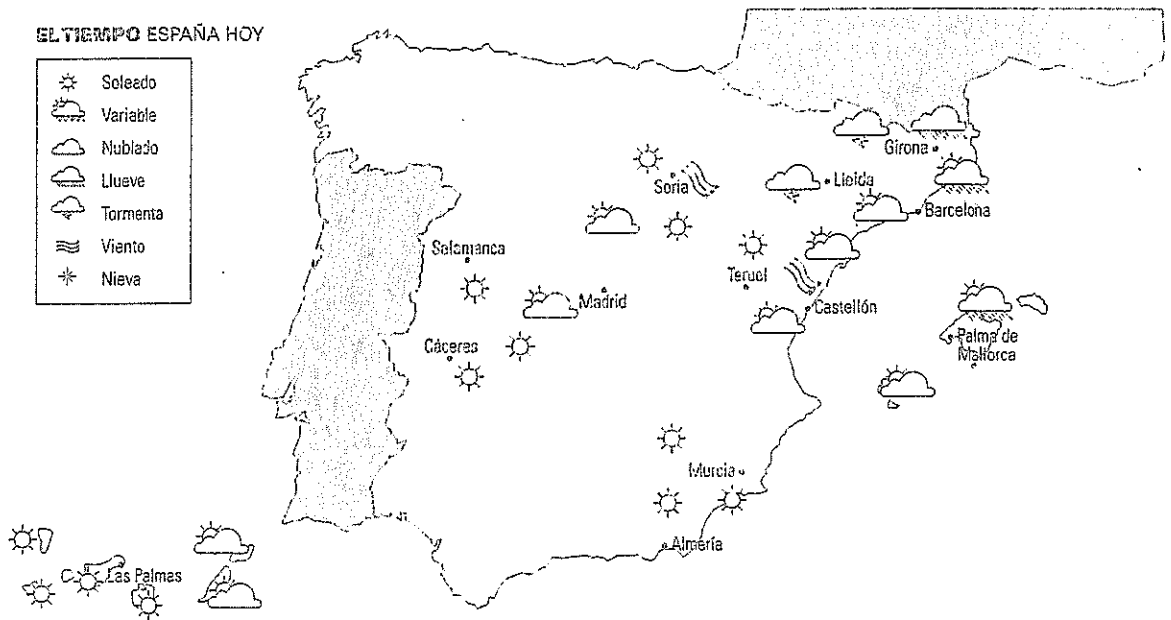 EL TIEMPO ESPAÑA HOY
Soleado
Variable
Nublado
Llueve
Tormenta
Viento
Nieva
Girona
Soria
Lleida
Barcelona
Salamanca
Teruel
Madrid
Castellón
Palma de
Mallorca
Cáceres
Murcia
Almería
Las Palmas